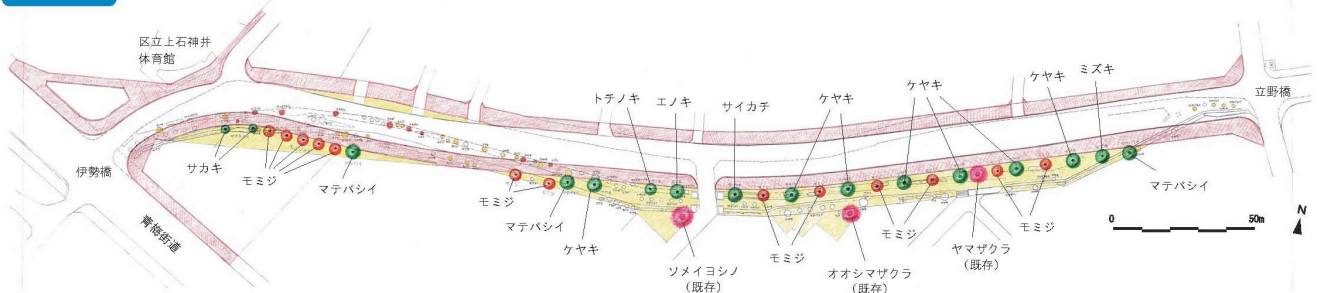 区立上石神井
体育館
伊勢橋
青梅街道
サカキ
モミジ
マテバシイ
モミジ
マテバシイ
ケヤキ
トチノキ
エノキ
サイカチ
ケヤキ
ケヤキ
ケヤキ
ミズキ
立野橋
ソメイヨシノ
(既存)
モミジ
オオシマザクラ
(既存)
モミジ
ヤマザクラ
(既存)
モミジ
マテバシイ
0 50m
N